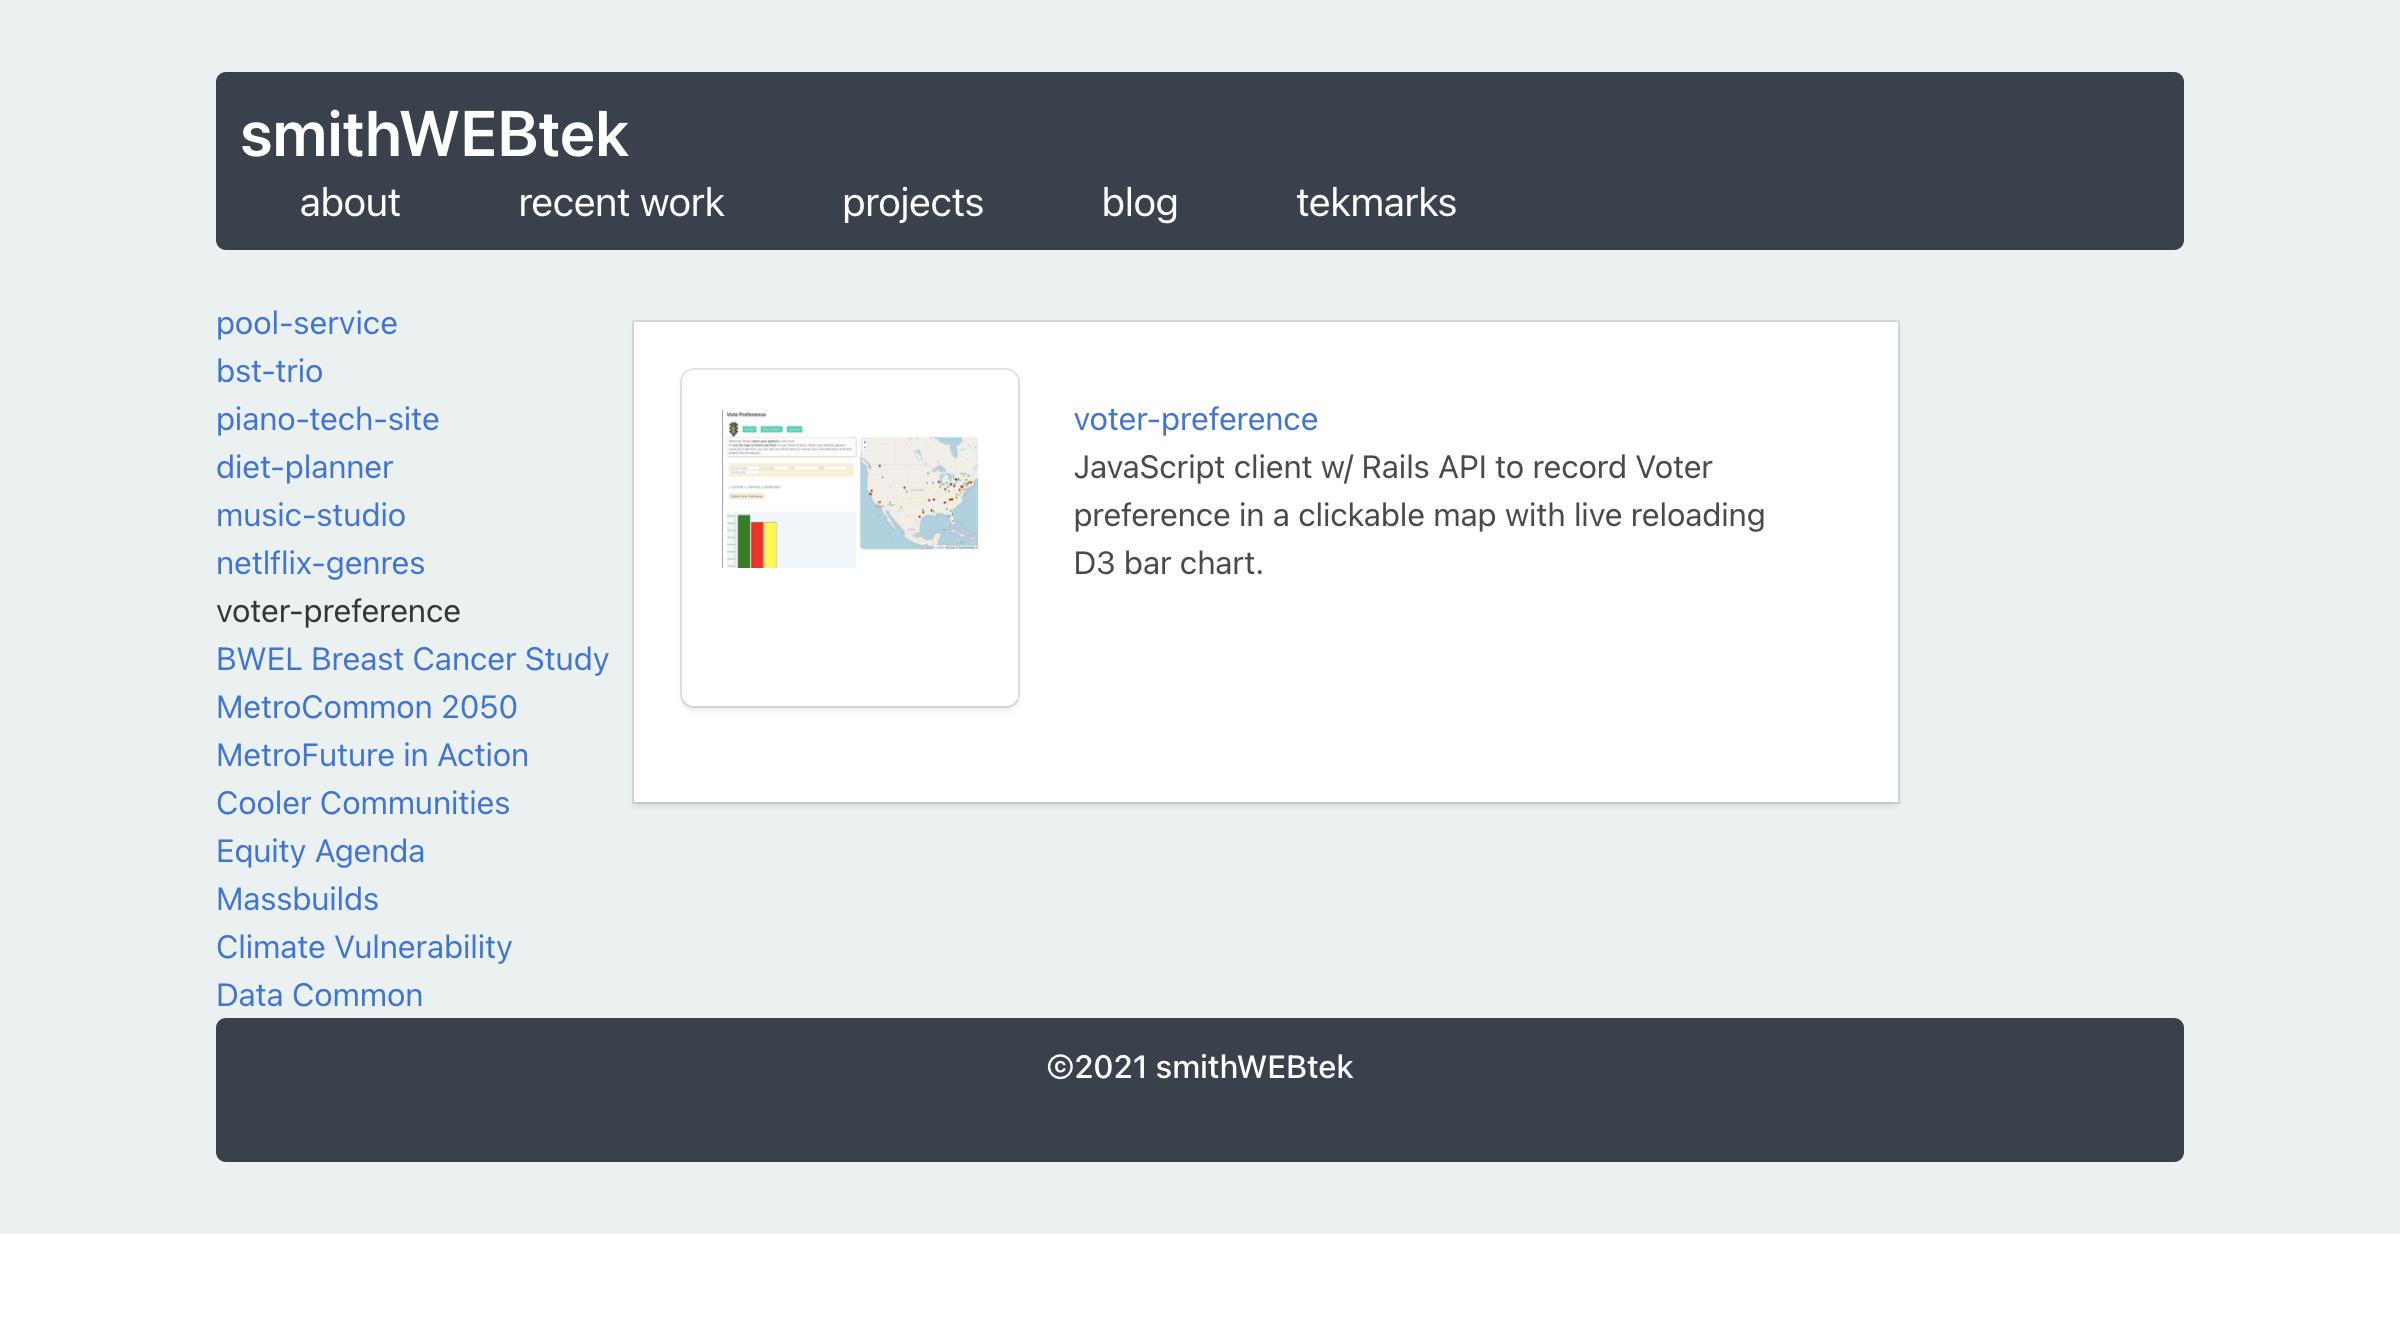 smithWEBtek
about recent work projects blog tekmarks
pool-service
bst-trio
piano-tech-site
diet-planner
music-studio
netlflix-genres
voter-preference
BWEL Breast Cancer Study
MetroCommon 2050
MetroFuture in Action
Cooler Communities
Equity Agenda
Massbuilds
Climate Vulnerability
Data Common
Vote Preference
voter-preference
JavaScript client w/ Rails API to record Voter
preference in a clickable map with live reloading
D3 bar chart.
©2021 smithWEBtek